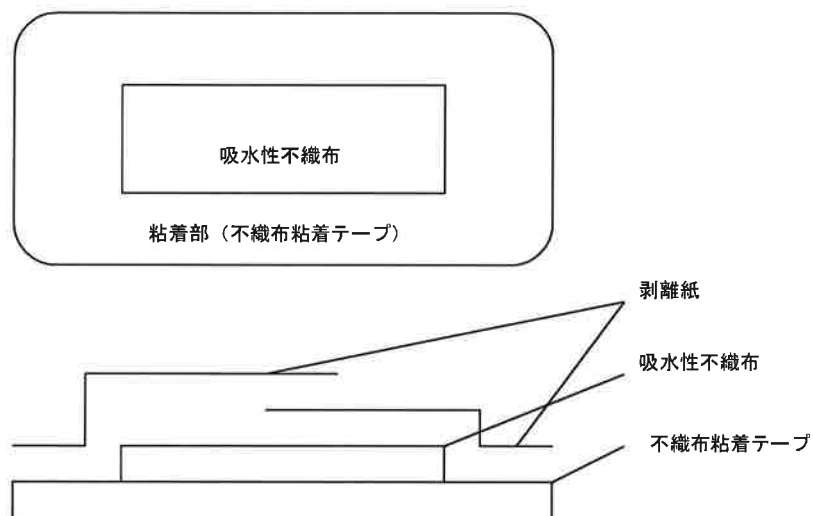 吸水性不織布
粘着部（不織布粘着テープ）
剥離紙
吸水性不織布
不織布粘着テープ